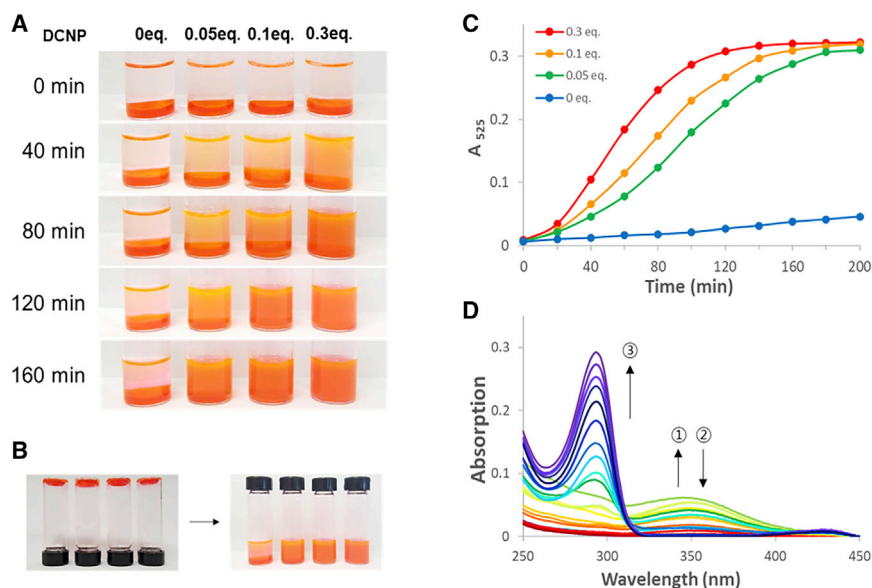 A
DCNP 0eq. 0.05eq. 0.1eq. 0.3eq.
0 min
40 min
80 min
120 min
160 min
B
C
0.3 eq.
0.1 eq.
0.05 eq.
0 eq.
A 525
0.3
0.2
0.1
0
0 40 80 120 160 200
Time (min)
D
③
① ②
Absorption
0.3
0.2
0.1
0
250 300 350 400 450
Wavelength (nm)